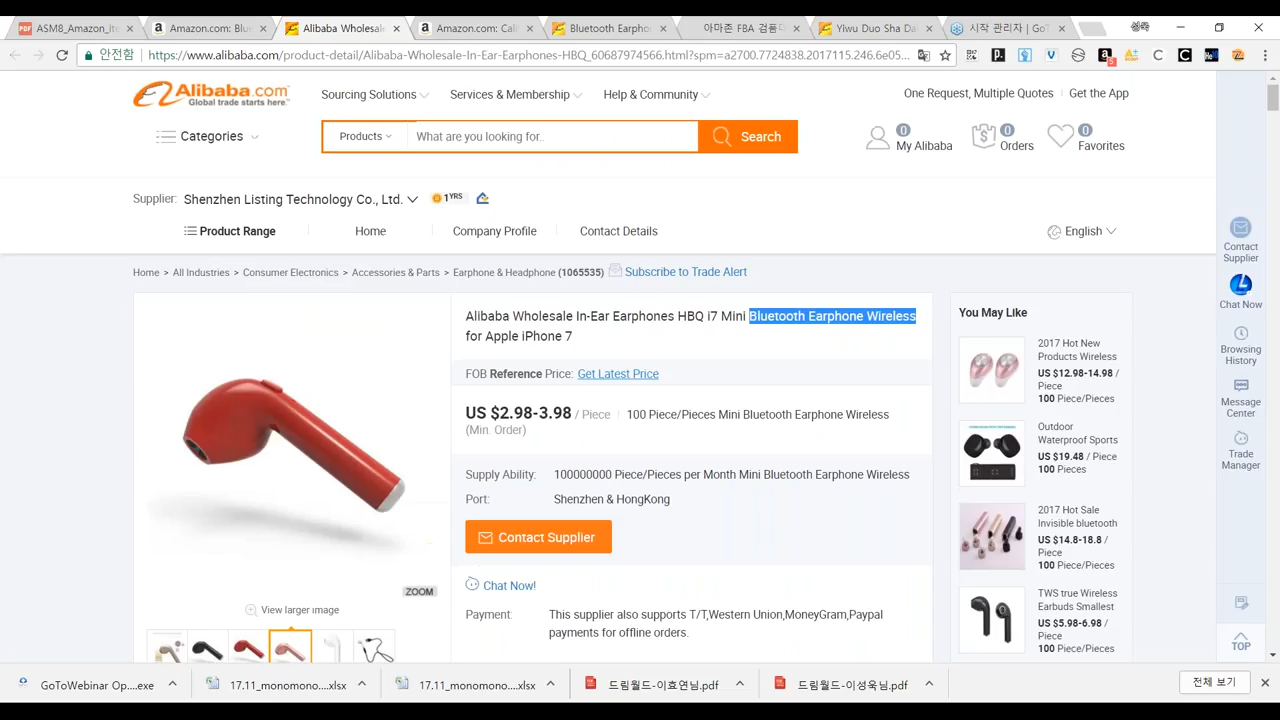 ASM8_Amazon_It
Amazon.com: Blu
Alibaba Wholesale
Amazon.com: Cal
Bluetooth Earphon
아마존 FBA 검품대
Yiwu Duo Sha Da
시작 관리자 > GoT
안전함
https://www.alibaba.com/product-detail/Alibaba-Wholesale-In-Ear-Earphones-HBQ_60687974566.html?spm=a2700.7724838.2017115.246.6e05...
5
Alibaba.com
Global trade starts here.
Sourcing Solutions
Services & Membership
Help & Community
One Request, Multiple Quotes
Get the App
Categories
Products
What are you looking for..
Search
0
My Alibaba
0
Orders
0
Favorites
Supplier: Shenzhen Listing Technology Co., Ltd.
1 YRS
Product Range
Home
Company Profile
Contact Details
English
Home > All Industries > Consumer Electronics > Accessories & Parts > Earphone & Headphone (1065535)
Subscribe to Trade Alert
Alibaba Wholesale In-Ear Earphones HBQ i7 Mini Bluetooth Earphone Wireless
for Apple iPhone 7
FOB Reference Price: Get Latest Price
US $2.98-3.98 / Piece
100 Piece/Pieces Mini Bluetooth Earphone Wireless
(Min. Order)
Supply Ability: 100000000 Piece/Pieces per Month Mini Bluetooth Earphone Wireless
Port: Shenzhen & HongKong
Contact Supplier
Chat Now!
Payment: This supplier also supports T/T,Western Union,MoneyGram,Paypal
payments for offline orders.
ZOOM
View larger image
You May Like
2017 Hot New
Products Wireless
US $12.98-14.98 /
Piece
100 Piece/Pieces
Outdoor
Waterproof Sports
US $19.48 / Piece
100 Pieces
2017 Hot Sale
Invisible bluetooth
US $14.8-18.8 /
Piece
100 Piece/Pieces
TWS true Wireless
Earbuds Smallest
US $5.98-6.98 /
Piece
100 Piece/Pieces
Contact
Supplier
Chat Now
Browsing
History
Message
Center
Trade
Manager
TOP
GoToWebinar Op....exe
17.11_monomono....xlsx
17.11_monomono....xlsx
드림월드-이효연님.pdf
드림월드-이성욱님.pdf
전체 보기